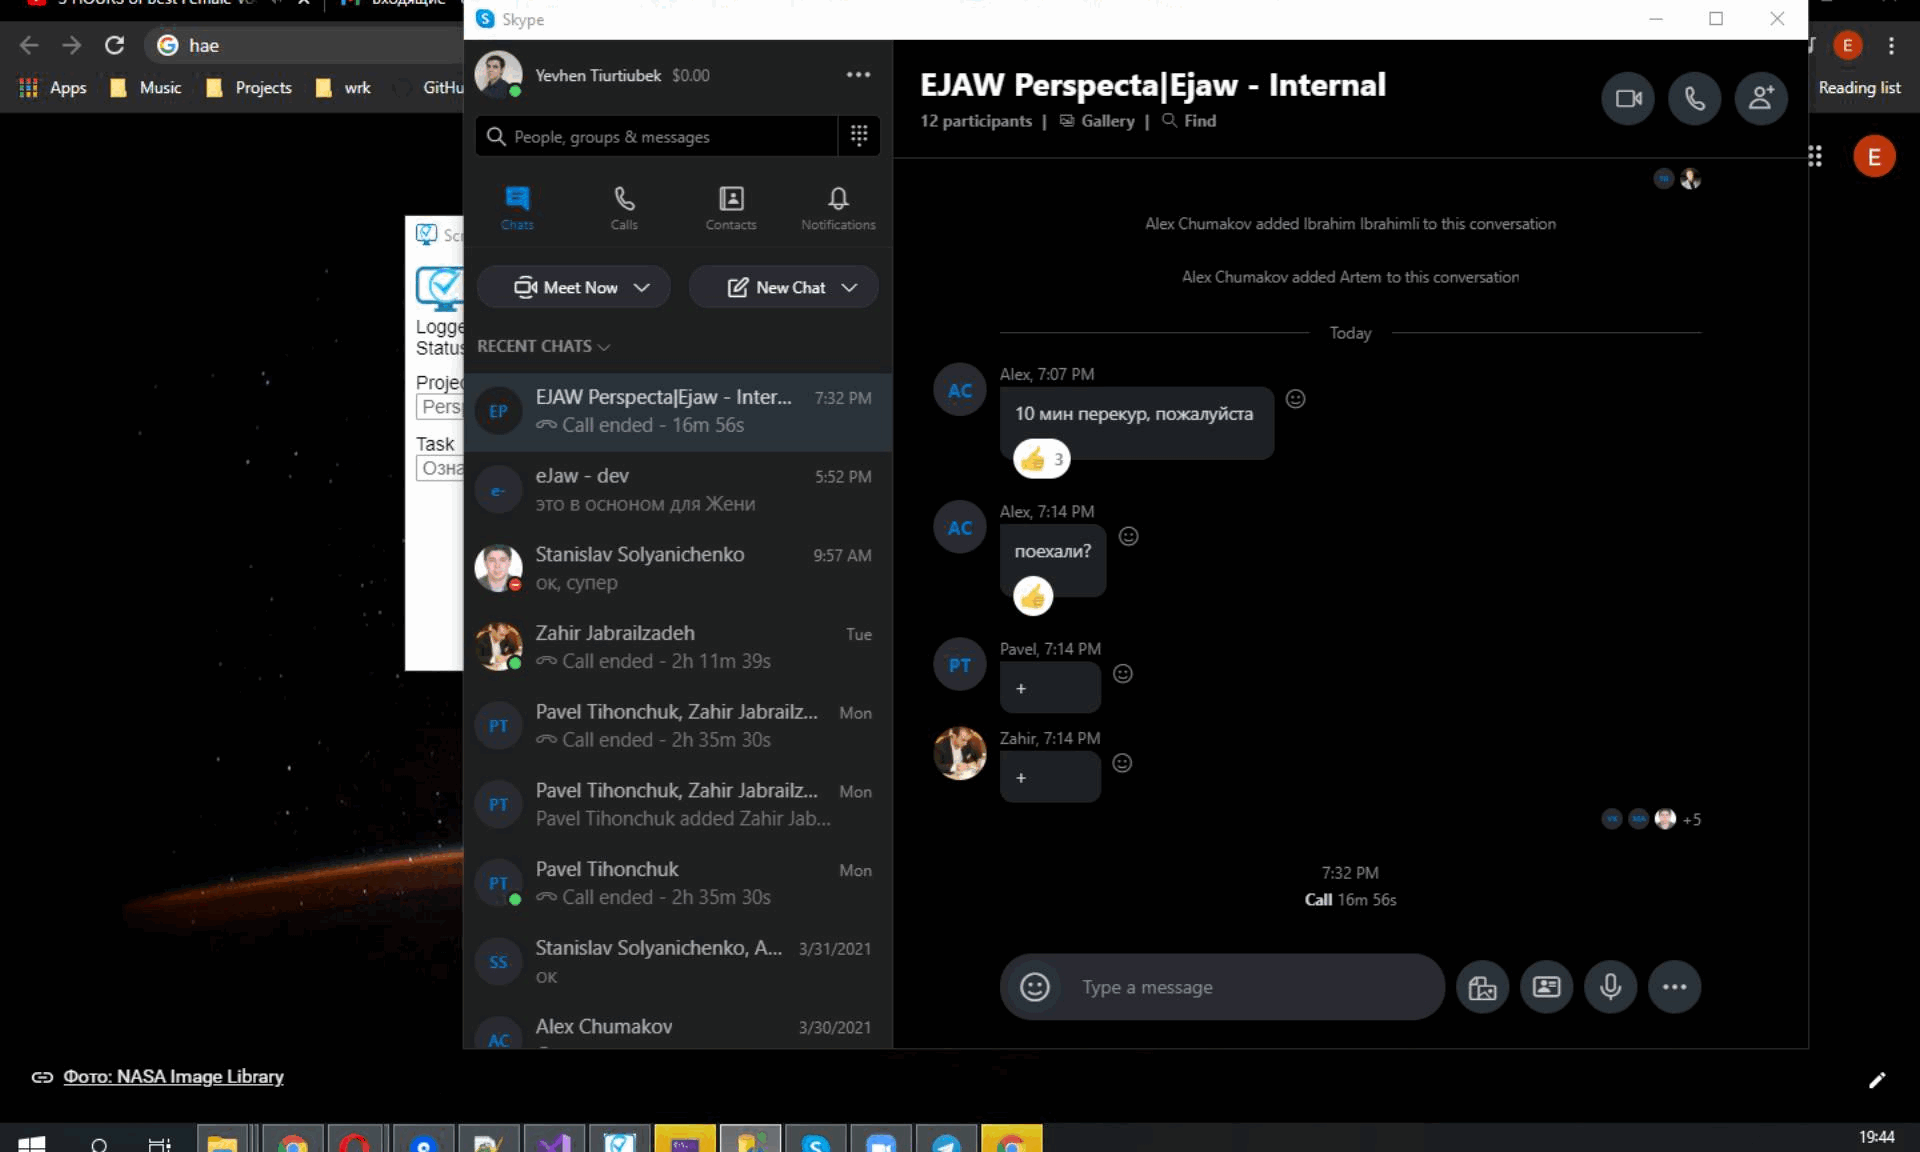 3 HOURS of Best Female Vo
Входящие
hae
Apps
Music
Projects
wrk
GitHu
Reading list
E
E
Skype
Yevhen Tiurtiubek $0.00
People, groups & messages
Chats
Calls
Contacts
Notifications
Meet Now
New Chat
RECENT CHATS
EP
EJAW Perspecta|Ejaw - Inter... 7:32 PM
Call ended - 16m 56s
e-
eJaw - dev 5:52 PM
это в осноном для Жени
Stanislav Solyanichenko 9:57 AM
ок, супер
Zahir Jabrailzadeh Tue
Call ended - 2h 11m 39s
PT
Pavel Tihonchuk, Zahir Jabrailz... Mon
Call ended - 2h 35m 30s
PT
Pavel Tihonchuk, Zahir Jabrailz... Mon
Pavel Tihonchuk added Zahir Jab...
PT
Pavel Tihonchuk Mon
Call ended - 2h 35m 30s
SS
Stanislav Solyanichenko, A... 3/31/2021
ок
AC
Alex Chumakov 3/30/2021
EJAW Perspecta|Ejaw - Internal
12 participants | Gallery | Find
Alex Chumakov added Ibrahim Ibrahimli to this conversation
Alex Chumakov added Artem to this conversation
Today
AC
Alex, 7:07 PM
10 мин перекур, пожалуйста
3
AC
Alex, 7:14 PM
поехали?
PT
Pavel, 7:14 PM
+
Zahir, 7:14 PM
+
+5
7:32 PM
Call 16m 56s
Type a message
Scr
Logge
Status
Projec
Pers
Task
Озна
Фото: NASA Image Library
19:44